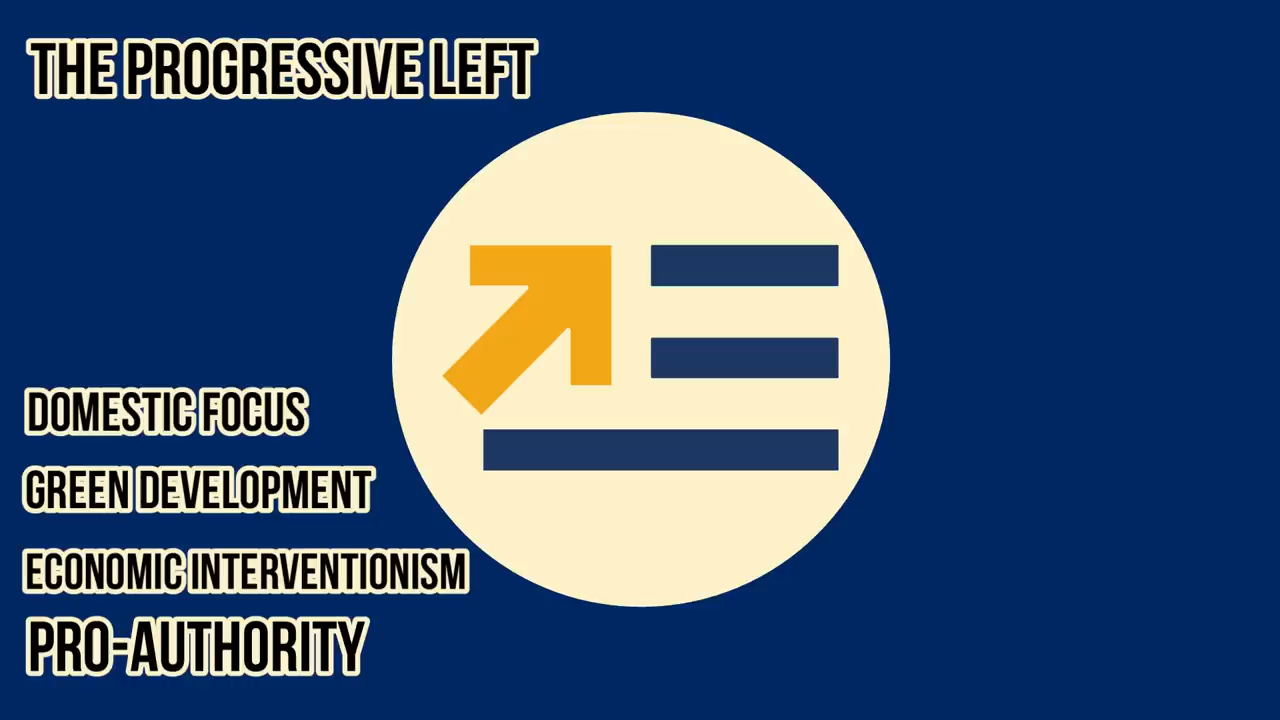 THE PROGRESSIVE LEFT
DOMESTIC FOCUS
GREEN DEVELOPMENT
ECONOMIC INTERVENTIONISM
PRO-AUTHORITY